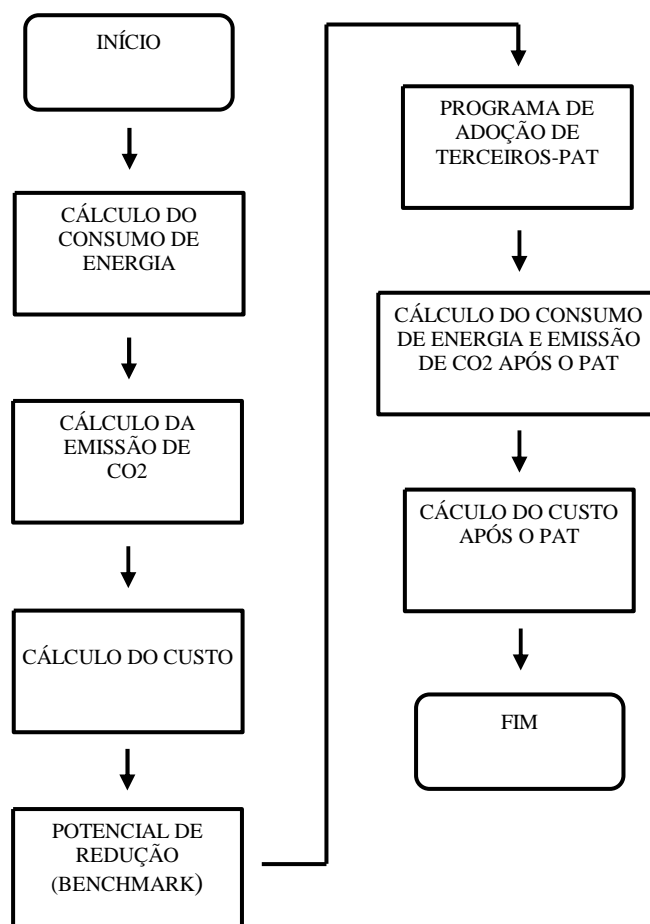 INÍCIO
CÁLCULO DO
CONSUMO DE
ENERGIA
CÁLCULO DA
EMISSÃO DE
CO2
CÁLCULO DO CUSTO
POTENCIAL DE
REDUÇÃO
(BENCHMARK)
PROGRAMA DE
ADOÇÃO DE
TERCEIROS-PAT
CÁLCULO DO CONSUMO
DE ENERGIA E EMISSÃO
DE CO2 APÓS O PAT
CÁCULO DO CUSTO
APÓS O PAT
FIM